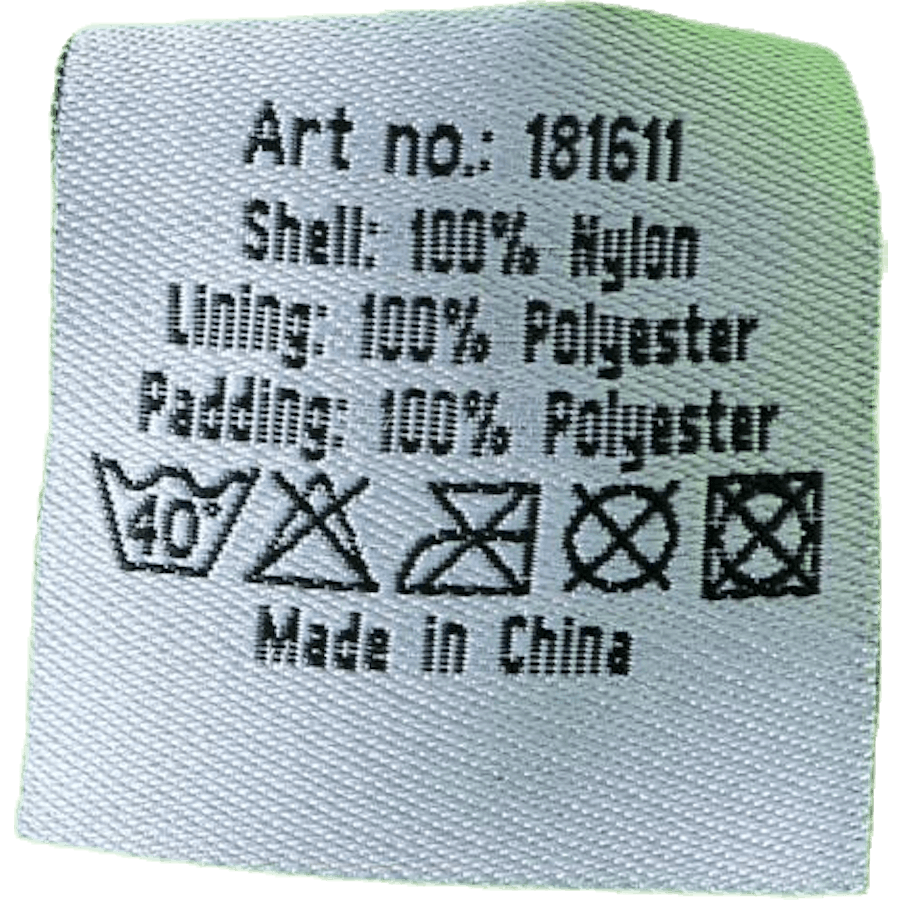 Art no.: 181611
Shell: 100% Nylon
Lining: 100% Polyester
Padding: 100% Polyester
40°
Made in China